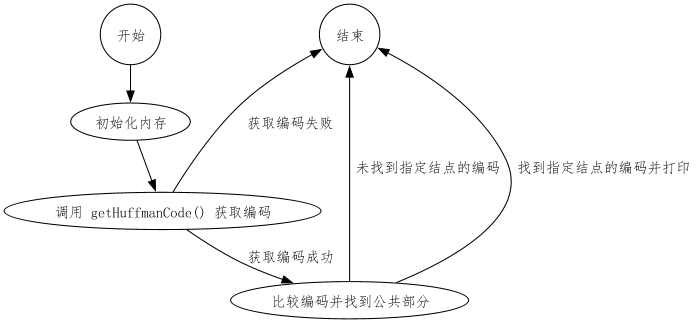 开始
结束
初始化内存
获取编码失败
未找到指定结点的编码
找到指定结点的编码并打印
调用 getHuffmanCode() 获取编码
获取编码成功
比较编码并找到公共部分